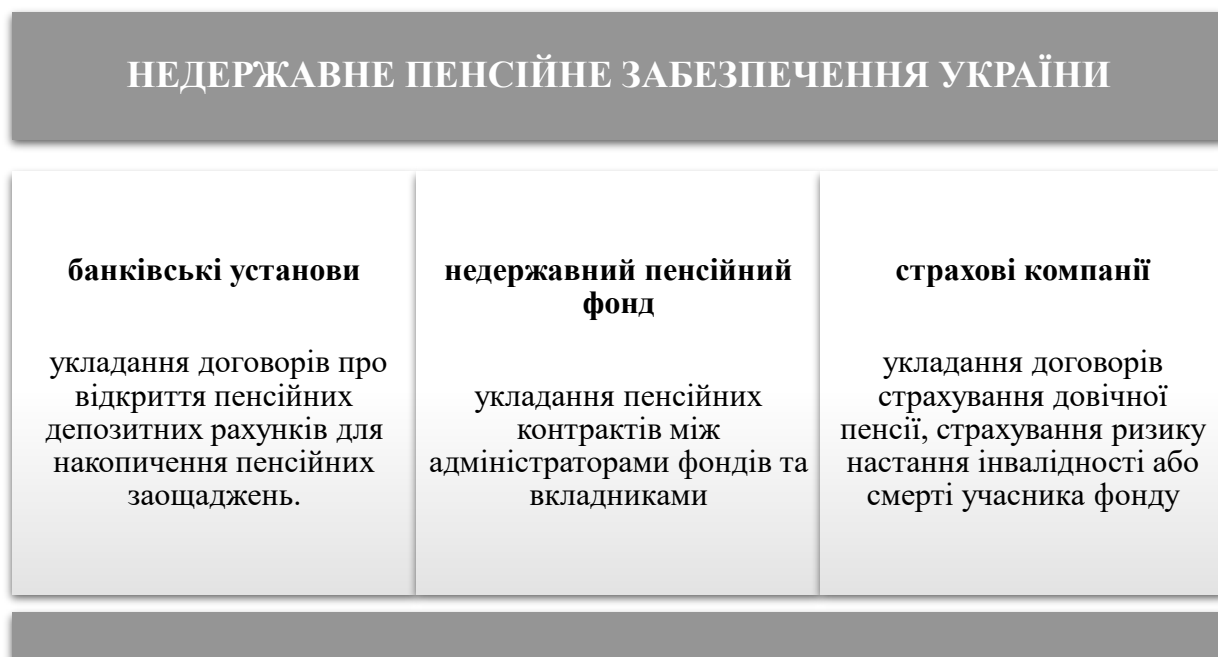 НЕДЕРЖАВНЕ ПЕНСІЙНЕ ЗАБЕЗПЕЧЕННЯ УКРАЇНИ
банківські установи
укладання договорів про
відкриття пенсійних
депозитних рахунків для
накопичення пенсійних
заощаджень.
недержавний пенсійний
фонд
укладання пенсійних
контрактів між
адміністраторами фондів та
вкладниками
страхові компанії
укладання договорів
страхування довічної
пенсії, страхування ризику
настання інвалідності або
смерті учасника фонду